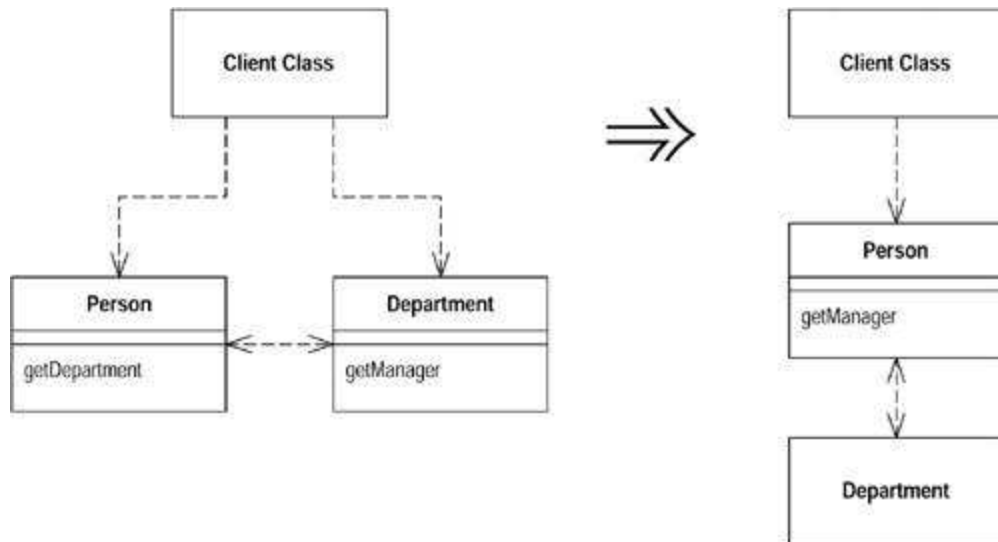 Client Class
Client Class
Person
Person
Department
getManager
getDepartment
getManager
Department